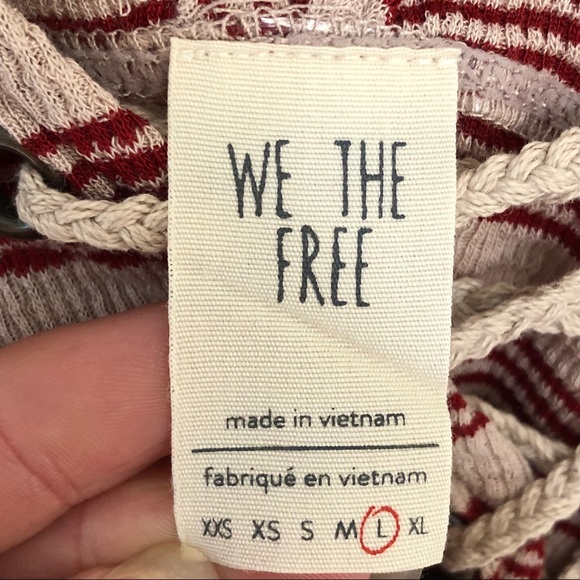 WE THE
FREE
made in vietnam
fabriqué en vietnam
XXS XS S M L XL